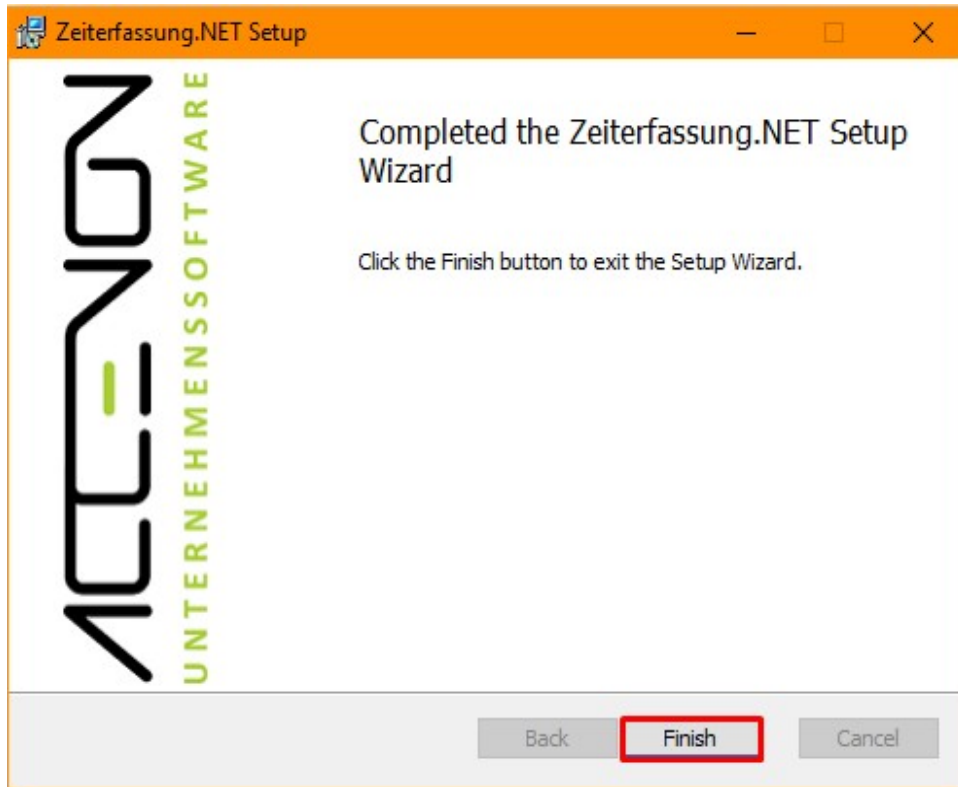 Zeiterfassung.NET Setup
ACCENON
UNTERNEHMENSSOFTWARE
Completed the Zeiterfassung.NET Setup
Wizard
Click the Finish button to exit the Setup Wizard.
Back
Finish
Cancel